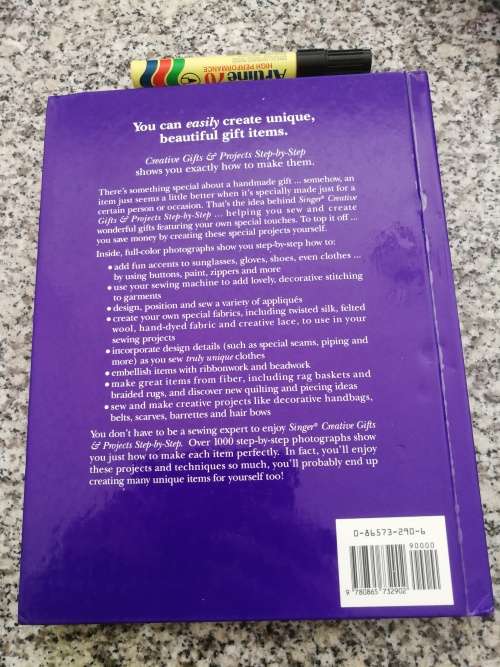 Artline 70
HIGH PERFORMANCE
You can easily create unique,
beautiful gift items.
Creative Gifts & Projects Step-by-Step
shows you exactly how to make them.
There's something special about a handmade gift ... somehow, an
item just seems a little better when it's specially made just for a
certain person or occasion. That's the idea behind Singer® Creative
Gifts & Projects Step-by-Step ... helping you sew and create
wonderful gifts featuring your own special touches. To top it off ...
you save money by creating these special projects yourself.
Inside, full-color photographs show you step-by-step how to:
• add fun accents to sunglasses, gloves, shoes, even clothes ...
by using buttons, paint, zippers and more
• use your sewing machine to add lovely, decorative stitching
to garments
• design, position and sew a variety of appliqués
• create your own special fabrics, including twisted silk, felted
wool, hand-dyed fabric and creative lace, to use in your
sewing projects
• incorporate design details (such as special seams, piping and
more) as you sew truly unique clothes
• embellish items with ribbonwork and beadwork
• make great items from fiber, including rag baskets and
braided rugs, and discover new quilting and piecing ideas
• sew and make creative projects like decorative handbags,
belts, scarves, barrettes and hair bows
You don't have to be a sewing expert to enjoy Singer® Creative Gifts
& Projects Step-by-Step. Over 1000 step-by-step photographs show
you just how to make each item perfectly. In fact, you'll enjoy
these projects and techniques so much, you'll probably end up
creating many unique items for yourself too!
0-86573-290-6
90000
9 780865 732902